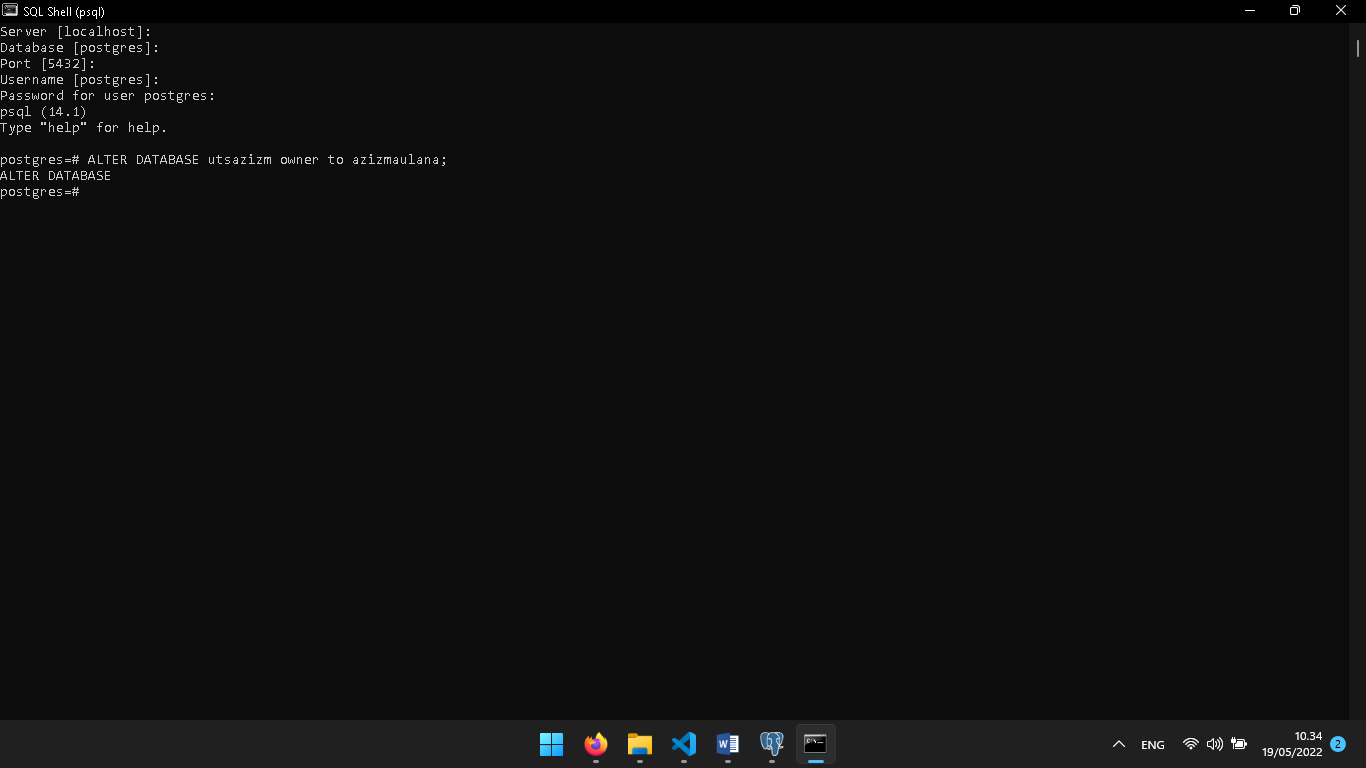 SQL Shell (psql)
Server [localhost]:
Database [postgres]:
Port [5432]:
Username [postgres]:
Password for user postgres:
psql (14.1)
Type "help" for help.
postgres=# ALTER DATABASE utsazizm owner to azizmaulana;
ALTER DATABASE
postgres=#
ENG
10.34
19/05/2022
2